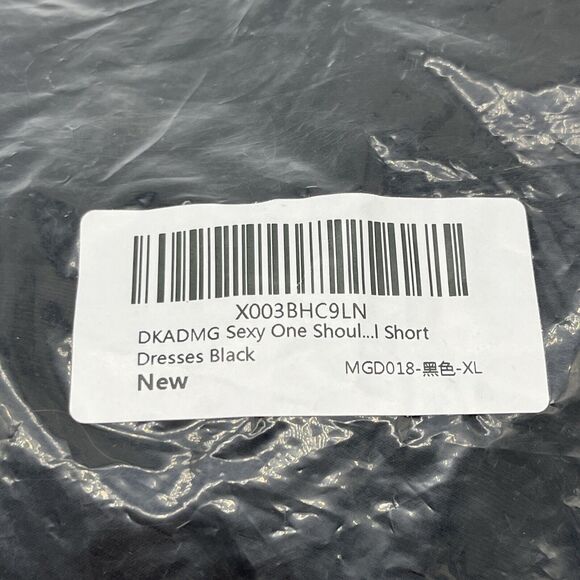 X003BHC9LN
DKADMG Sexy One Shoul...l Short
Dresses Black
New
MGD018-黑色-XL